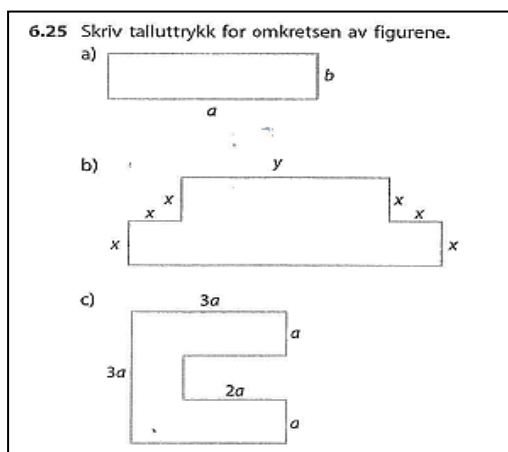 6.25 Skriv talluttrykk for omkretsen av figurene.
a)
b
a
b)
y
x
x
x
x
x
x
c)
3a
a
3a
2a
a